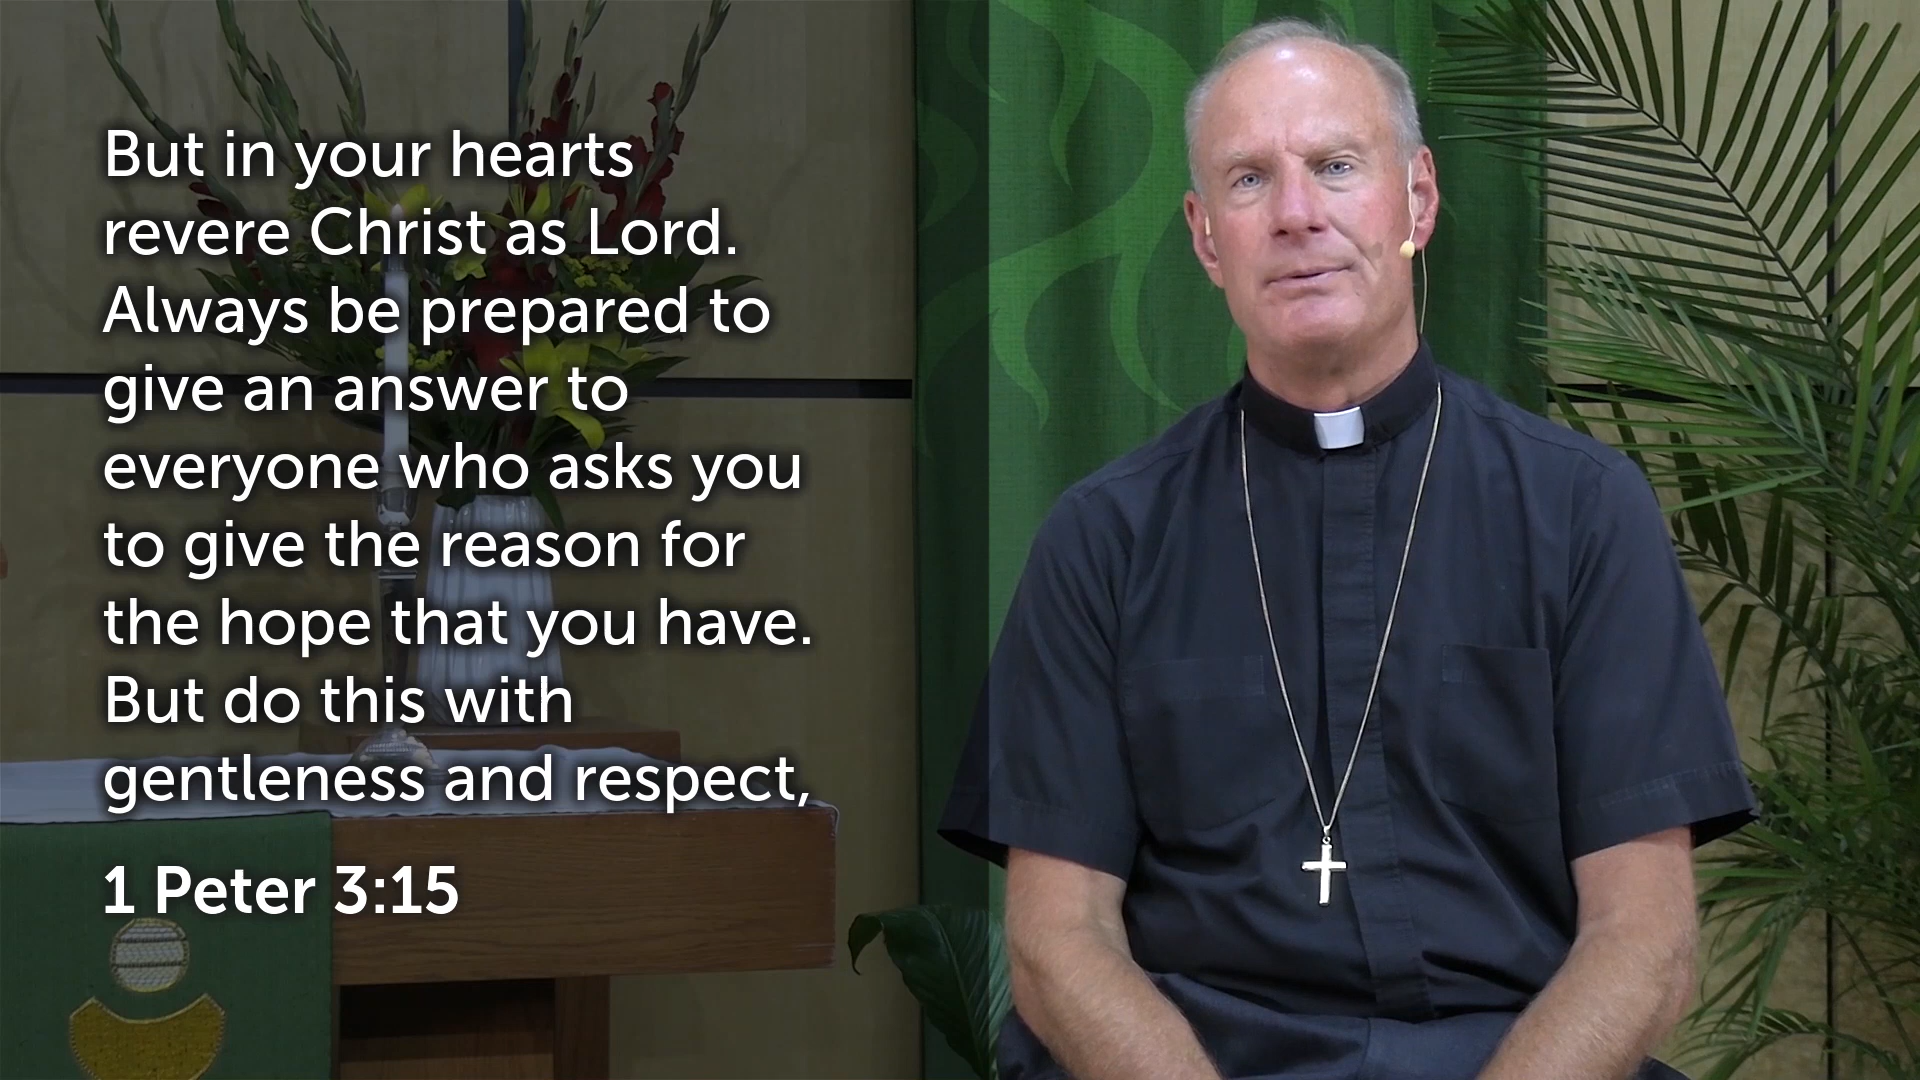 But in your hearts
revere Christ as Lord.
Always be prepared to
give an answer to
everyone who asks you
to give the reason for
the hope that you have.
But do this with
gentleness and respect,
1 Peter 3:15